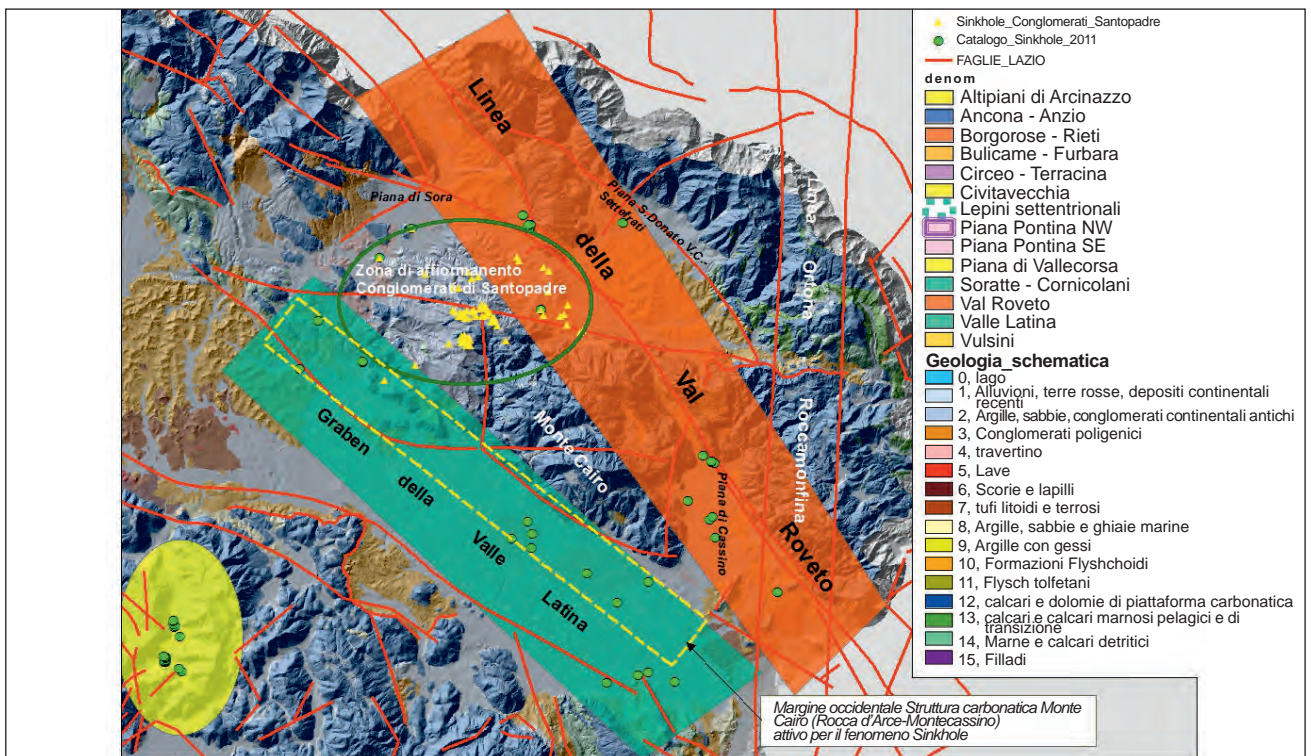 Linea
della
Val
Roveto
Piana di Sora
Piana S.Donato V.C.
Settefrati
Zona di affiormanento
Conglomerati di Santopadre
Linea
Ortona
Roccamonfina
Monte Cairo
Piana di Cassino
Graben
della
Valle
Latina
Margine occidentale Struttura carbonatica Monte
Cairo (Rocca d'Arce-Montecassino)
attivo per il fenomeno Sinkhole
Sinkhole_Conglomerati_Santopadre
Catalogo_Sinkhole_2011
FAGLIE_LAZIO
denom
Altipiani di Arcinazzo
Ancona - Anzio
Borgorose - Rieti
Bulicame - Furbara
Circeo - Terracina
Civitavecchia
Lepini settentrionali
Piana Pontina NW
Piana Pontina SE
Piana di Vallecorsa
Soratte - Cornicolani
Val Roveto
Valle Latina
Vulsini
Geologia_schematica
0, lago
1, Alluvioni, terre rosse, depositi continentali
recenti
2, Argille, sabbie, conglomerati continentali antichi
3, Conglomerati poligenici
4, travertino
5, Lave
6, Scorie e lapilli
7, tufi litoidi e terrosi
8, Argille, sabbie e ghiaie marine
9, Argille con gessi
10, Formazioni Flyshchoidi
11, Flysch tolfetani
12, calcari e dolomie di piattaforma carbonatica
13, calcari e calcari marnosi pelagici e di
transizione
14, Marne e calcari detritici
15, Filladi